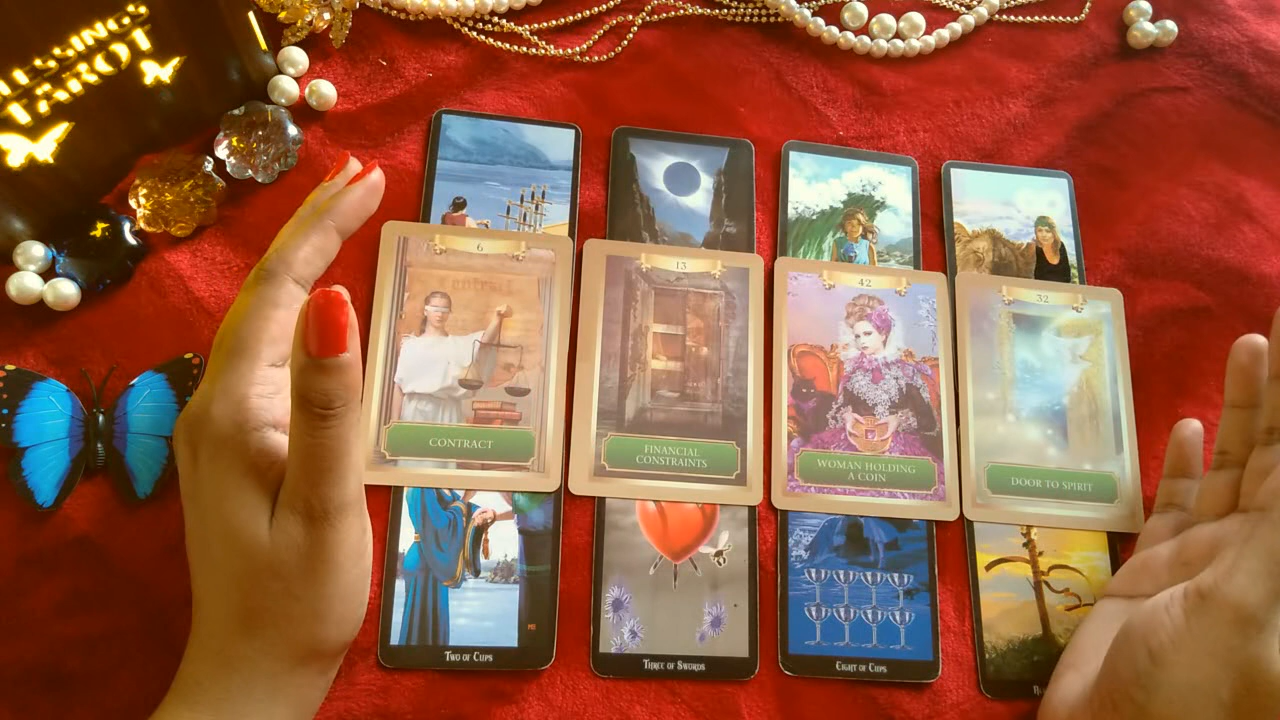 TAROT
6
CONTRACT
13
FINANCIAL
CONSTRAINTS
42
WOMAN HOLDING
A COIN
32
DOOR TO SPIRIT
TWO OF CUPS
THREE OF SWORDS
EIGHT OF CUPS